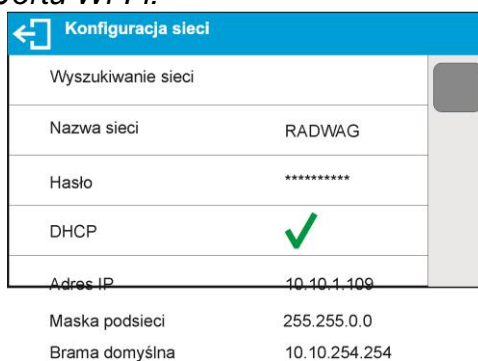 Konfiguracja sieci
Wyszukiwanie sieci
Nazwa sieci RADWAG
Hasło **********
DHCP
Adres IP 10.10.1.109
Maska podsieci 255.255.0.0
Brama domyślna 10.10.254.254